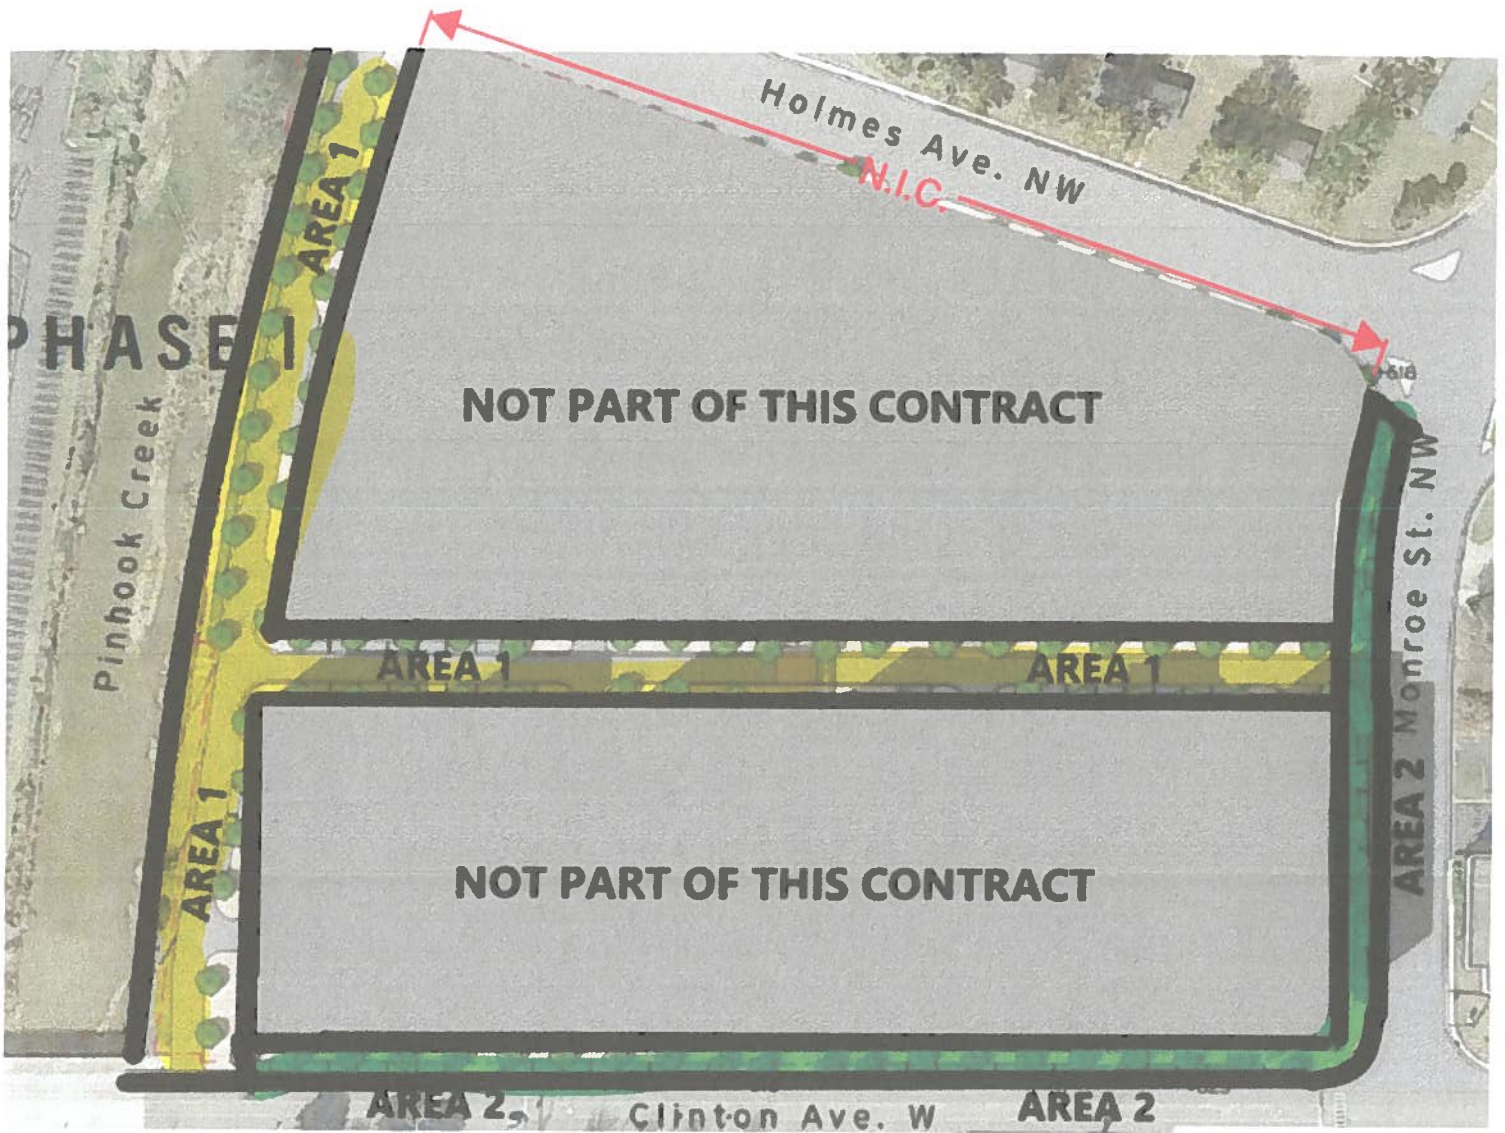 Holmes Ave. NW
N.I.C.
AREA 1
PHASE I
618
NOT PART OF THIS CONTRACT
Pinhook Creek
Monroe St. NW
AREA 1
AREA 1
AREA 1
AREA 2
NOT PART OF THIS CONTRACT
AREA 2
Clinton Ave. W
AREA 2